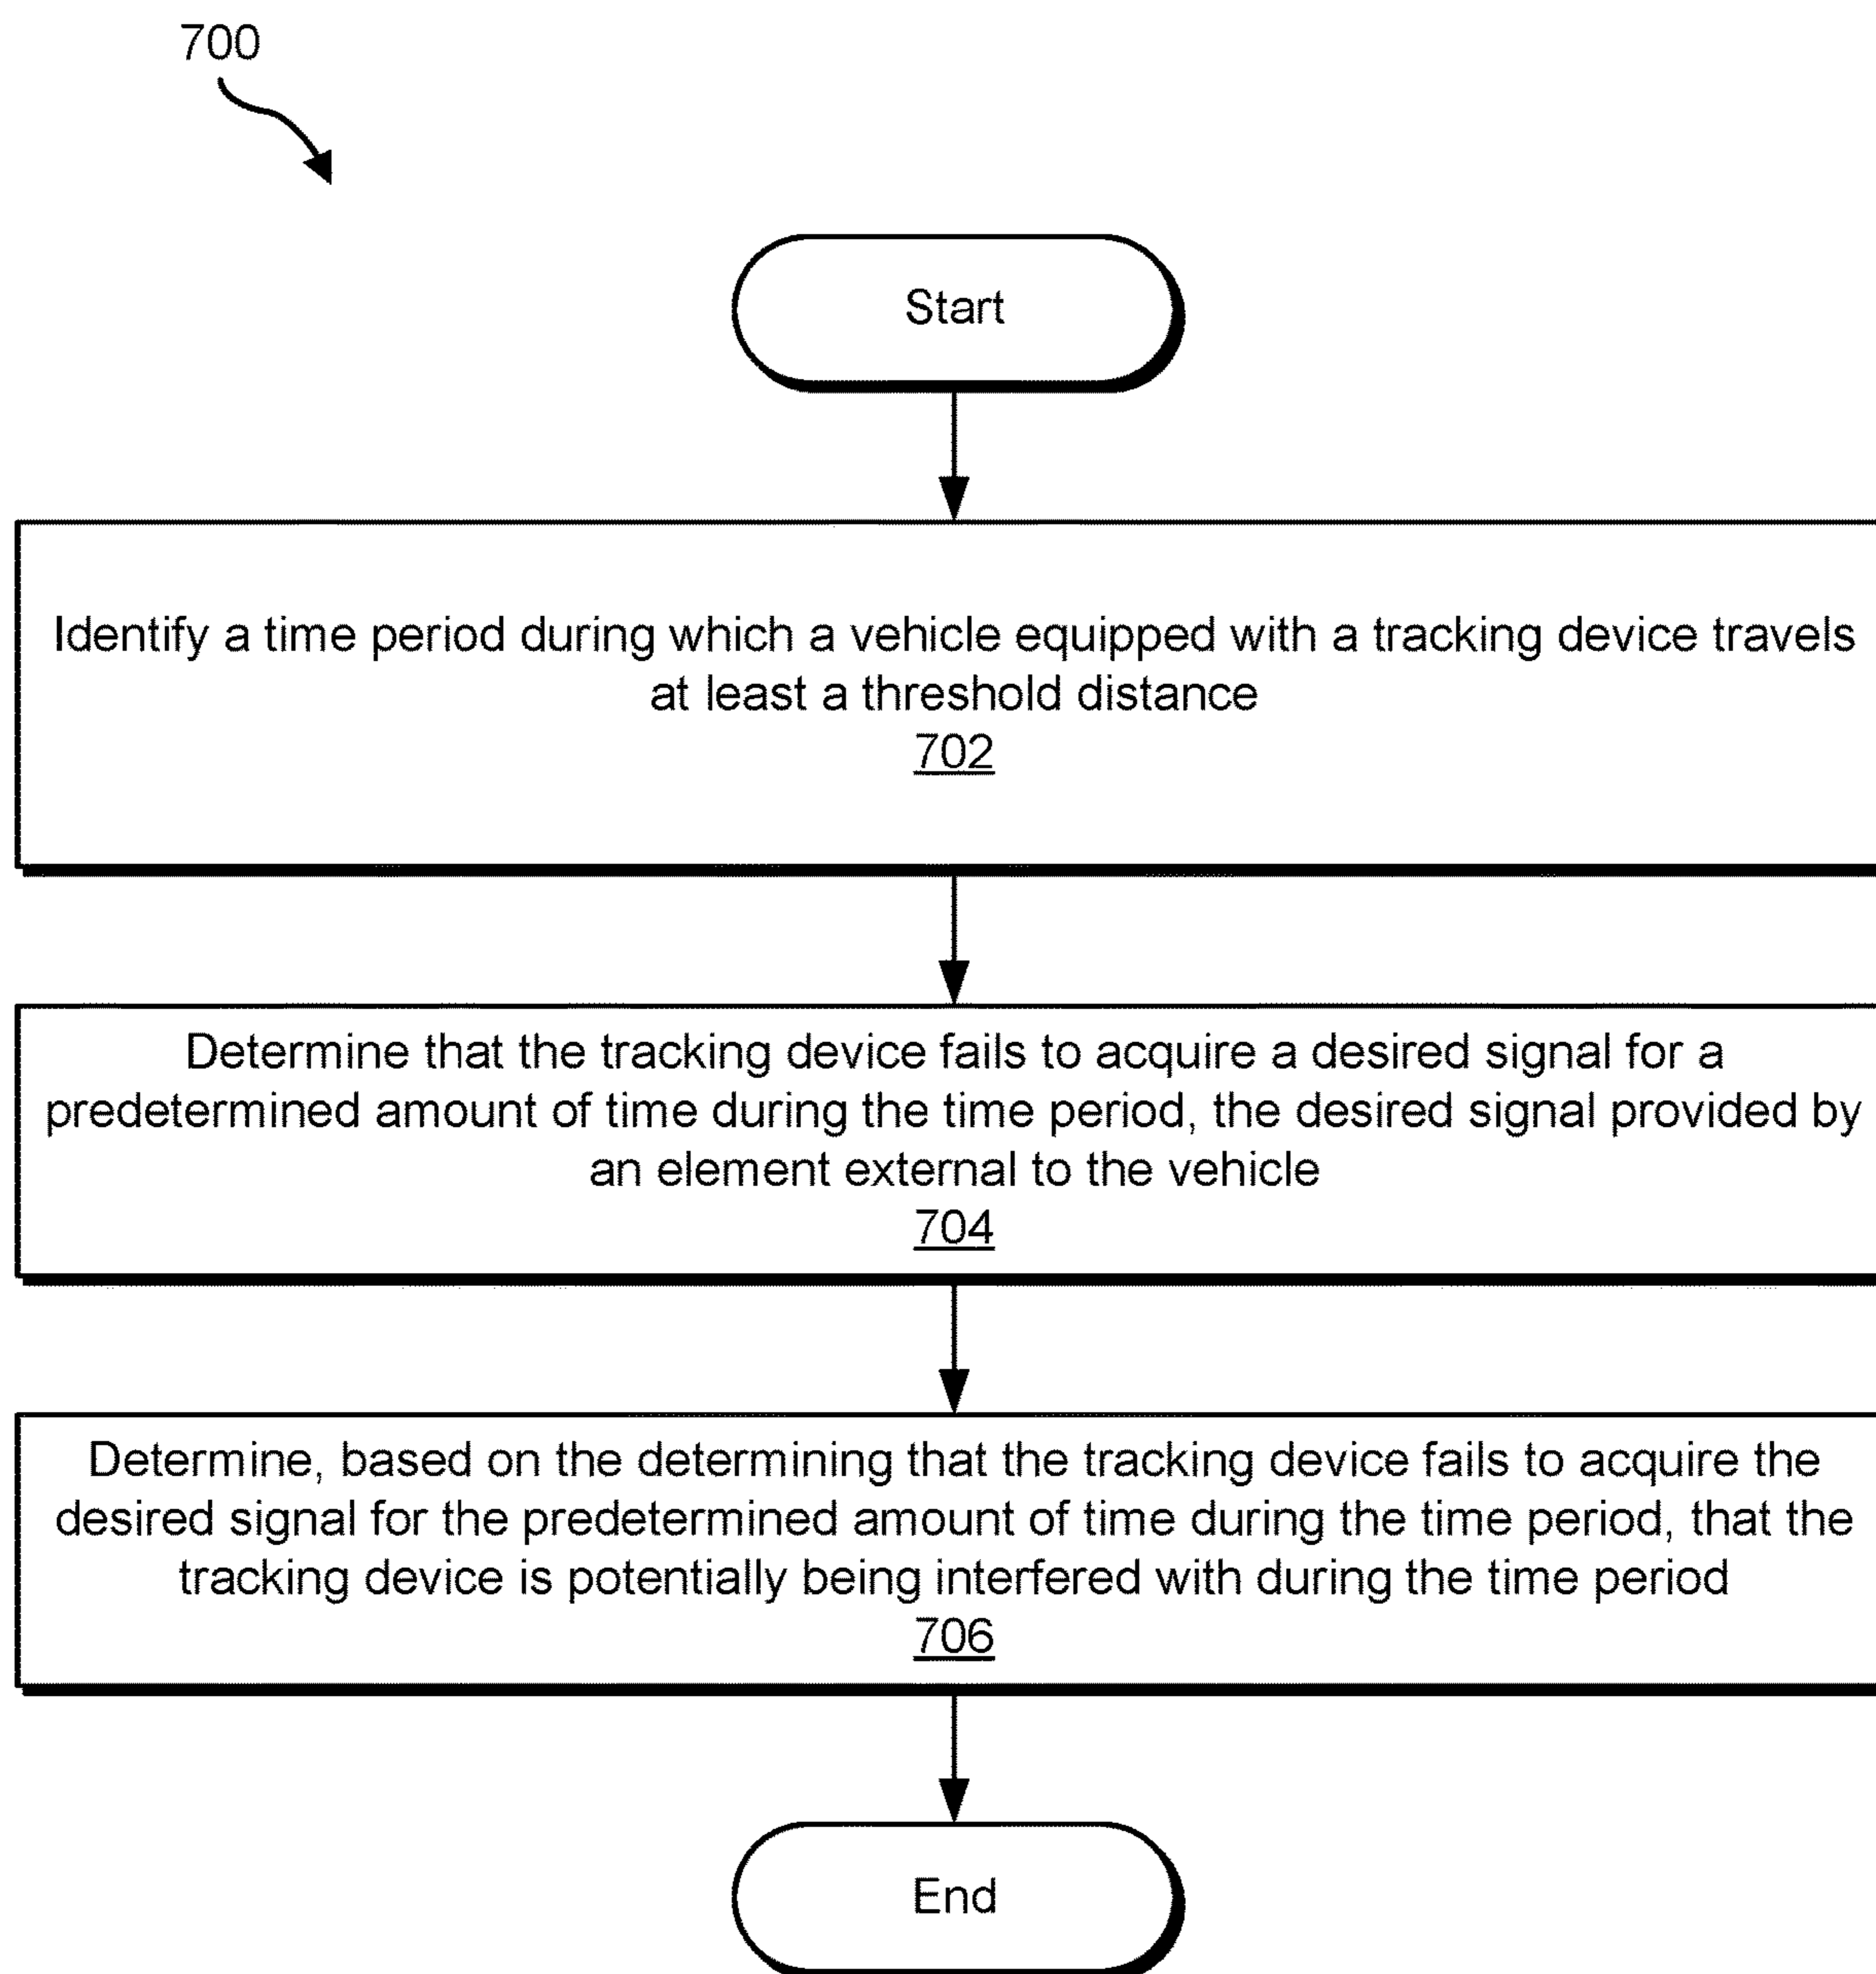 700
Start
Identify a time period during which a vehicle equipped with a tracking device travels
at least a threshold distance
702
Determine that the tracking device fails to acquire a desired signal for a
predetermined amount of time during the time period, the desired signal provided by
an element external to the vehicle
704
Determine, based on the determining that the tracking device fails to acquire the
desired signal for the predetermined amount of time during the time period, that the
tracking device is potentially being interfered with during the time period
706
End